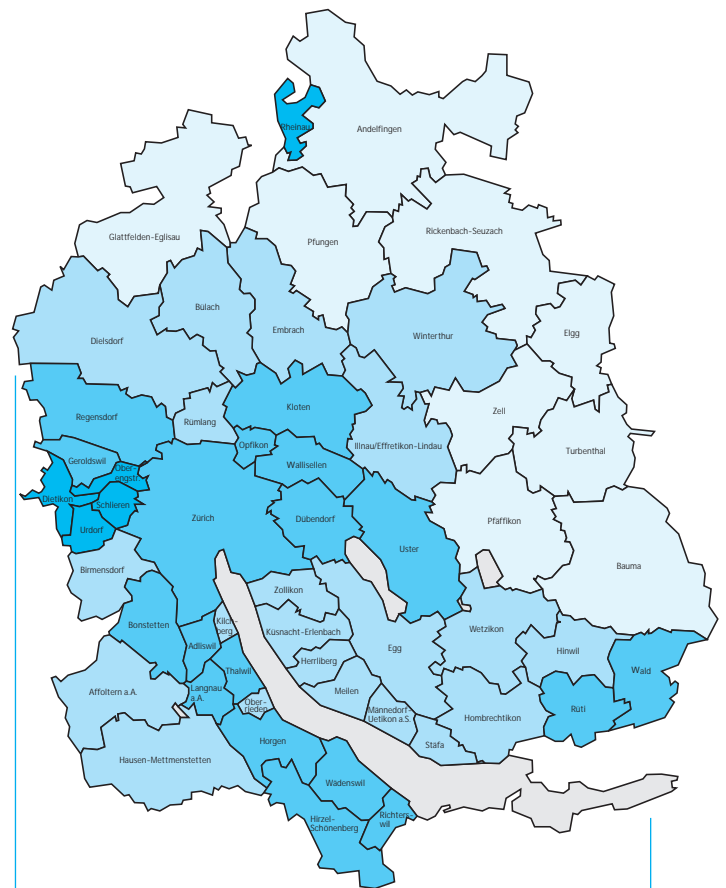 Rheinau
Andelfingen
Glattfelden-Eglisau
Pfungen
Rickenbach-Seuzach
Bülach
Embrach
Winterthur
Elgg
Dielsdorf
Regensdorf
Rümlang
Kloten
Zell
Illnau/Effretikon-Lindau
Turbenthal
Opfikon
Geroldswil
Ober-
engstr.
Wallisellen
Dietikon
Schlieren
Zürich
Dübendorf
Urdorf
Pfäffikon
Uster
Birmensdorf
Bauma
Zollikon
Bonstetten
Kilch-
berg
Küsnacht-Erlenbach
Wetzikon
Adliswil
Egg
Hinwil
Herrliberg
Thalwil
Wald
Affoltern a.A.
Langnau
a.A.
Meilen
Ober-
rieden
Männedorf-
Uetikon a.S.
Hombrechtikon
Rüti
Horgen
Stäfa
Hausen-Mettmenstetten
Wädenswil
Hirzel-
Schönenberg
Richters-
wil